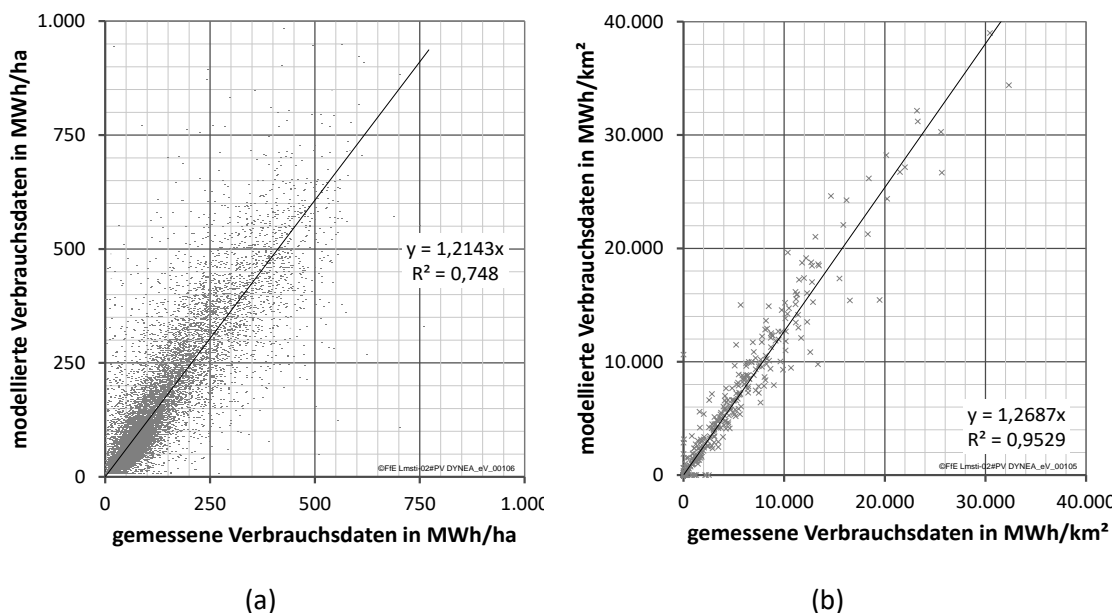 1.000
750
500
250
0
modellierte Verbrauchsdaten in MWh/ha
y = 1,2143x
R² = 0,748
©FfE Lmsti-02#PV DYNEA_eV_00106
0 250 500 750 1.000
gemessene Verbrauchsdaten in MWh/ha
(a)
40.000
30.000
20.000
10.000
0
modellierte Verbrauchsdaten in MWh/km²
y = 1,2687x
R² = 0,9529
©FfE Lmsti-02#PV DYNEA_eV_00105
0 10.000 20.000 30.000 40.000
gemessene Verbrauchsdaten in MWh/km²
(b)